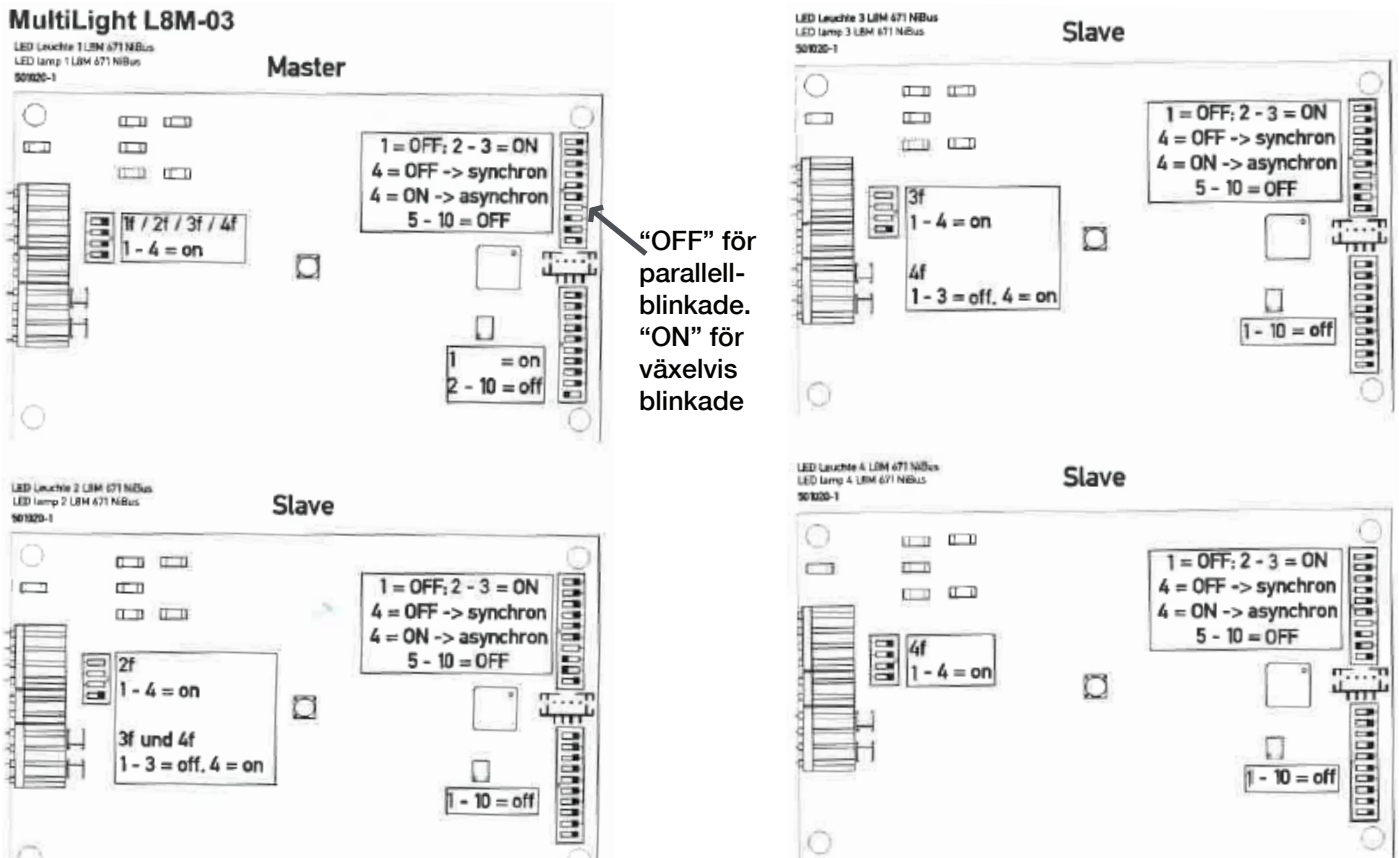 MultiLight L8M-03
LED Leuchte 1 L8M 671 NiBus
LED lamp 1 L8M 671 NiBus
501020-1
Master
1 = OFF; 2 - 3 = ON
4 = OFF -> synchron
4 = ON -> asynchron
5 - 10 = OFF
1f / 2f / 3f / 4f
1 - 4 = on
1 = on
2 - 10 = off
“OFF” för
parallell-
blinkade.
“ON” för
växelvis
blinkade
LED Leuchte 3 L8M 671 NiBus
LED lamp 3 L8M 671 NiBus
501020-1
Slave
1 = OFF; 2 - 3 = ON
4 = OFF -> synchron
4 = ON -> asynchron
5 - 10 = OFF
3f
1 - 4 = on
4f
1 - 3 = off, 4 = on
1 - 10 = off
LED Leuchte 2 L8M 671 NiBus
LED lamp 2 L8M 671 NiBus
501020-1
Slave
1 = OFF; 2 - 3 = ON
4 = OFF -> synchron
4 = ON -> asynchron
5 - 10 = OFF
2f
1 - 4 = on
3f und 4f
1 - 3 = off, 4 = on
1 - 10 = off
LED Leuchte 4 L8M 671 NiBus
LED lamp 4 L8M 671 NiBus
501020-1
Slave
1 = OFF; 2 - 3 = ON
4 = OFF -> synchron
4 = ON -> asynchron
5 - 10 = OFF
4f
1 - 4 = on
1 - 10 = off